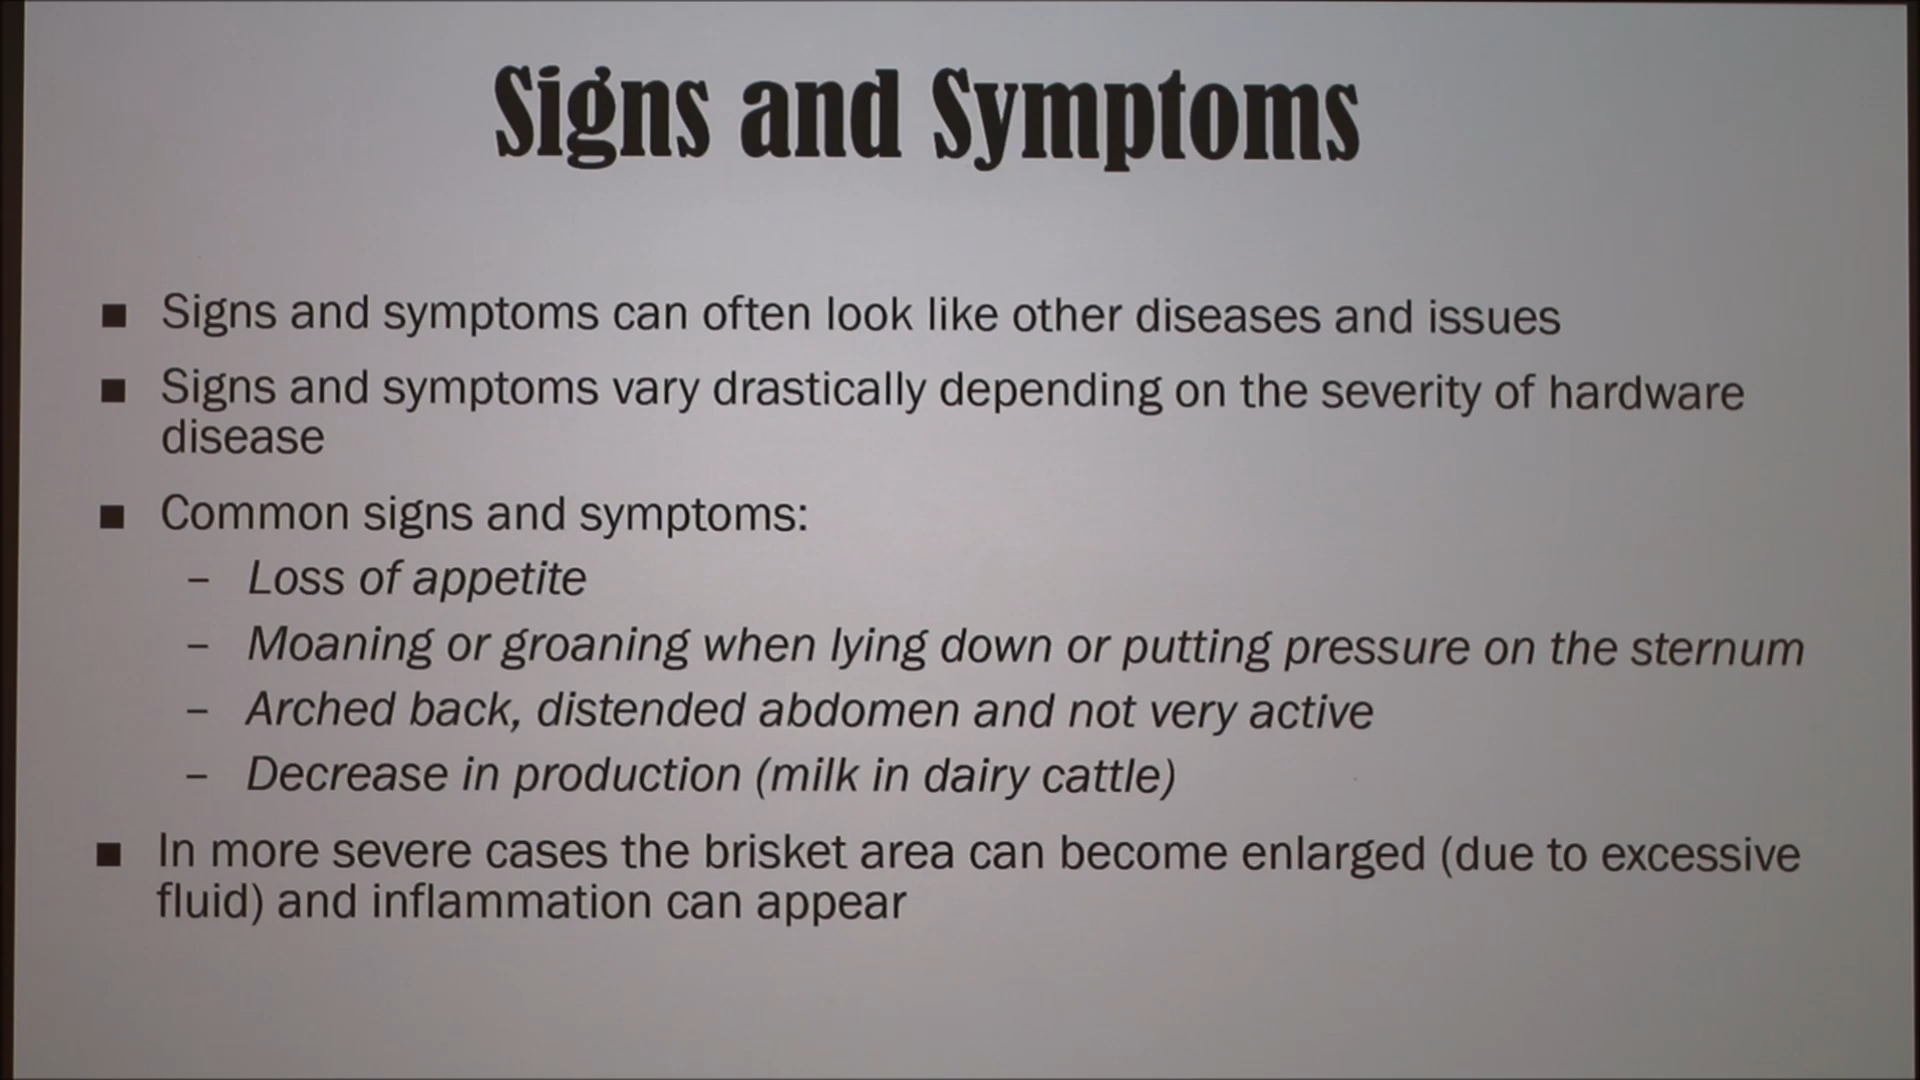 Signs and Symptoms
■ Signs and symptoms can often look like other diseases and issues
■ Signs and symptoms vary drastically depending on the severity of hardware
disease
■ Common signs and symptoms:
– Loss of appetite
– Moaning or groaning when lying down or putting pressure on the sternum
– Arched back, distended abdomen and not very active
– Decrease in production (milk in dairy cattle)
■ In more severe cases the brisket area can become enlarged (due to excessive
fluid) and inflammation can appear